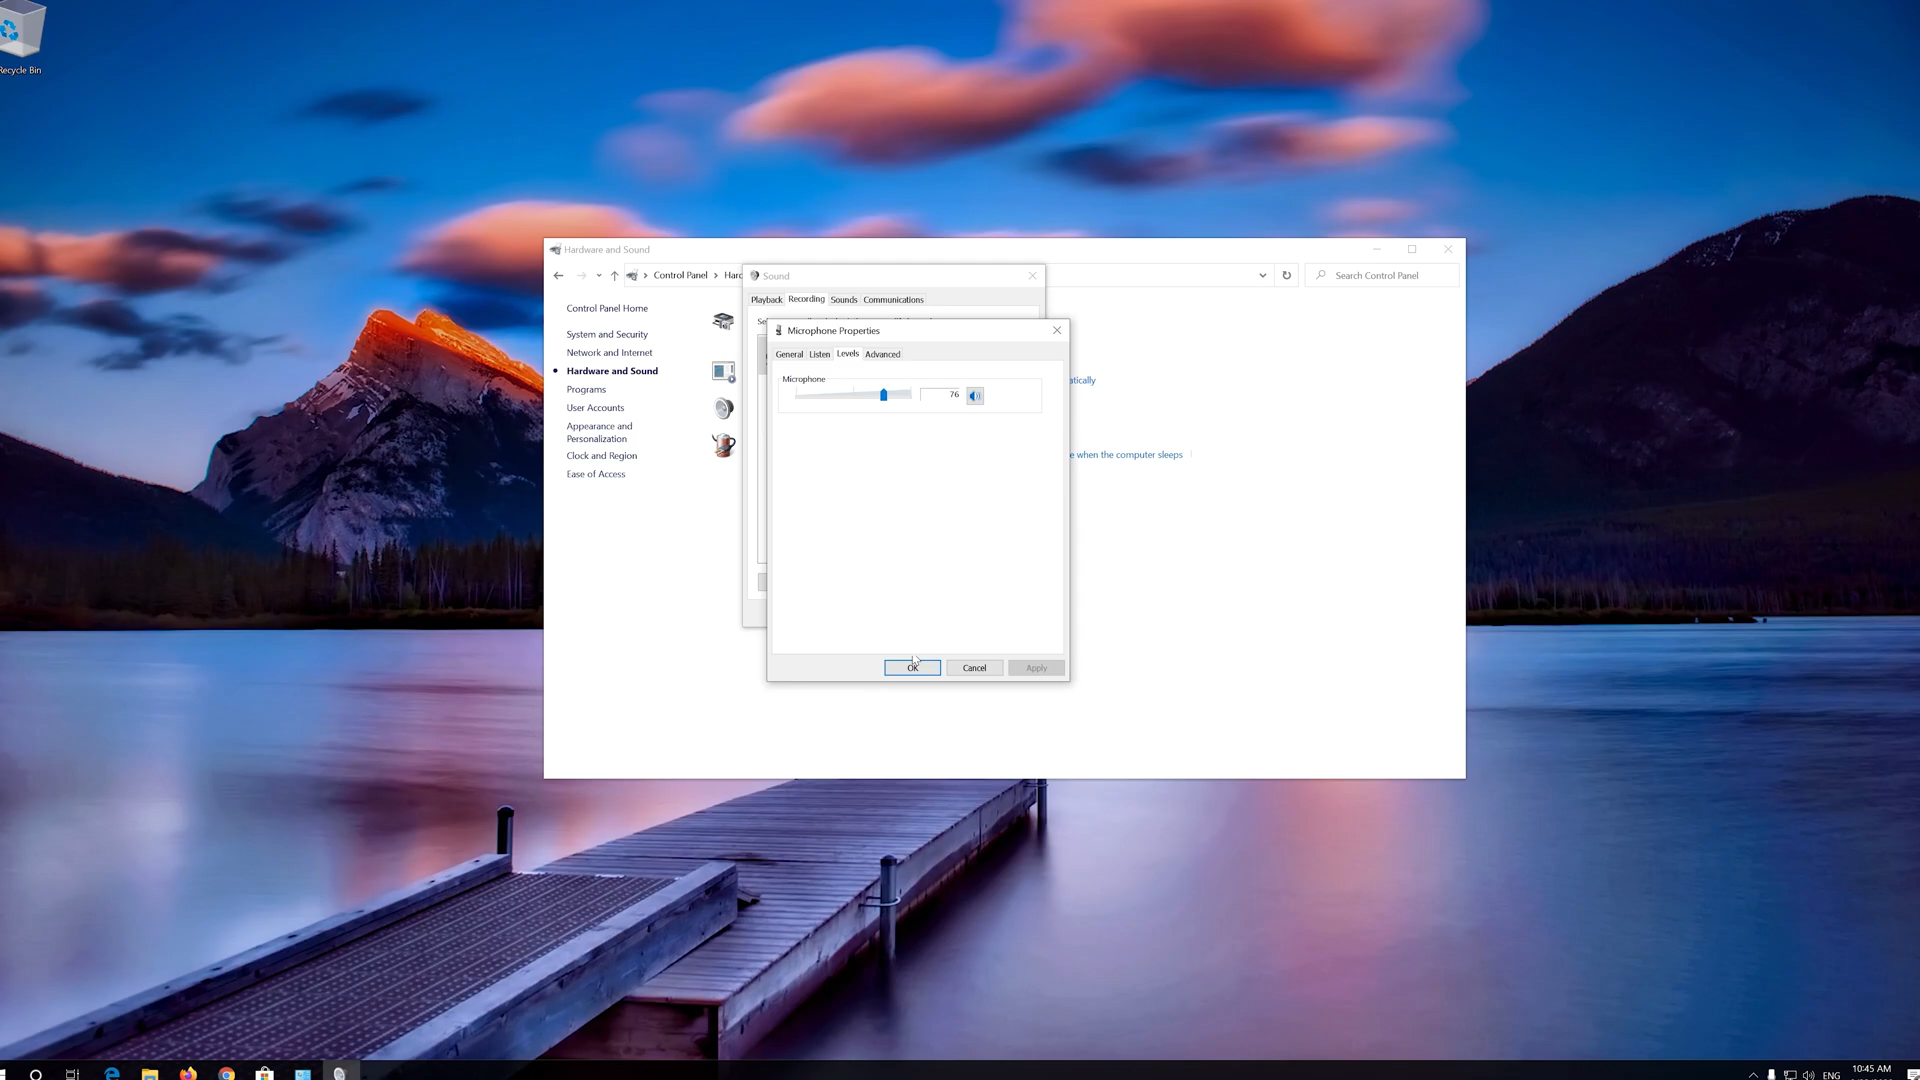 Recycle Bin
Hardware and Sound
Control Panel
Search Control Panel
Control Panel Home
System and Security
Network and Internet
Hardware and Sound
Programs
User Accounts
Appearance and
Personalization
Clock and Region
Ease of Access
Sound
Playback Recording Sounds Communications
Microphone Properties
General Listen Levels Advanced
Microphone
76
OK Cancel Apply
when the computer sleeps
ENG
10:45 AM